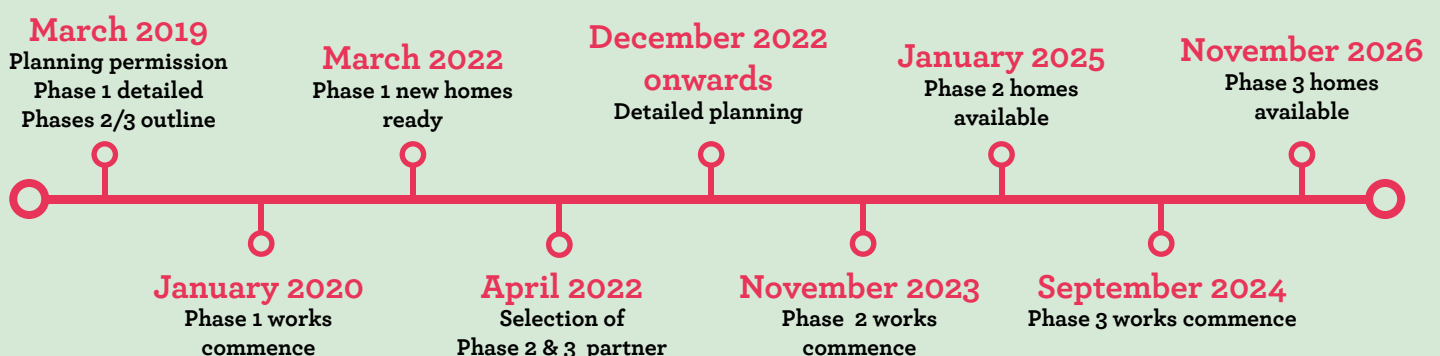 March 2019
Planning permission
Phase 1 detailed
Phases 2/3 outline
January 2020
Phase 1 works
commence
March 2022
Phase 1 new homes
ready
April 2022
Selection of
Phase 2 & 3 partner
December 2022
onwards
Detailed planning
November 2023
Phase 2 works
commence
January 2025
Phase 2 homes
available
September 2024
Phase 3 works commence
November 2026
Phase 3 homes
available